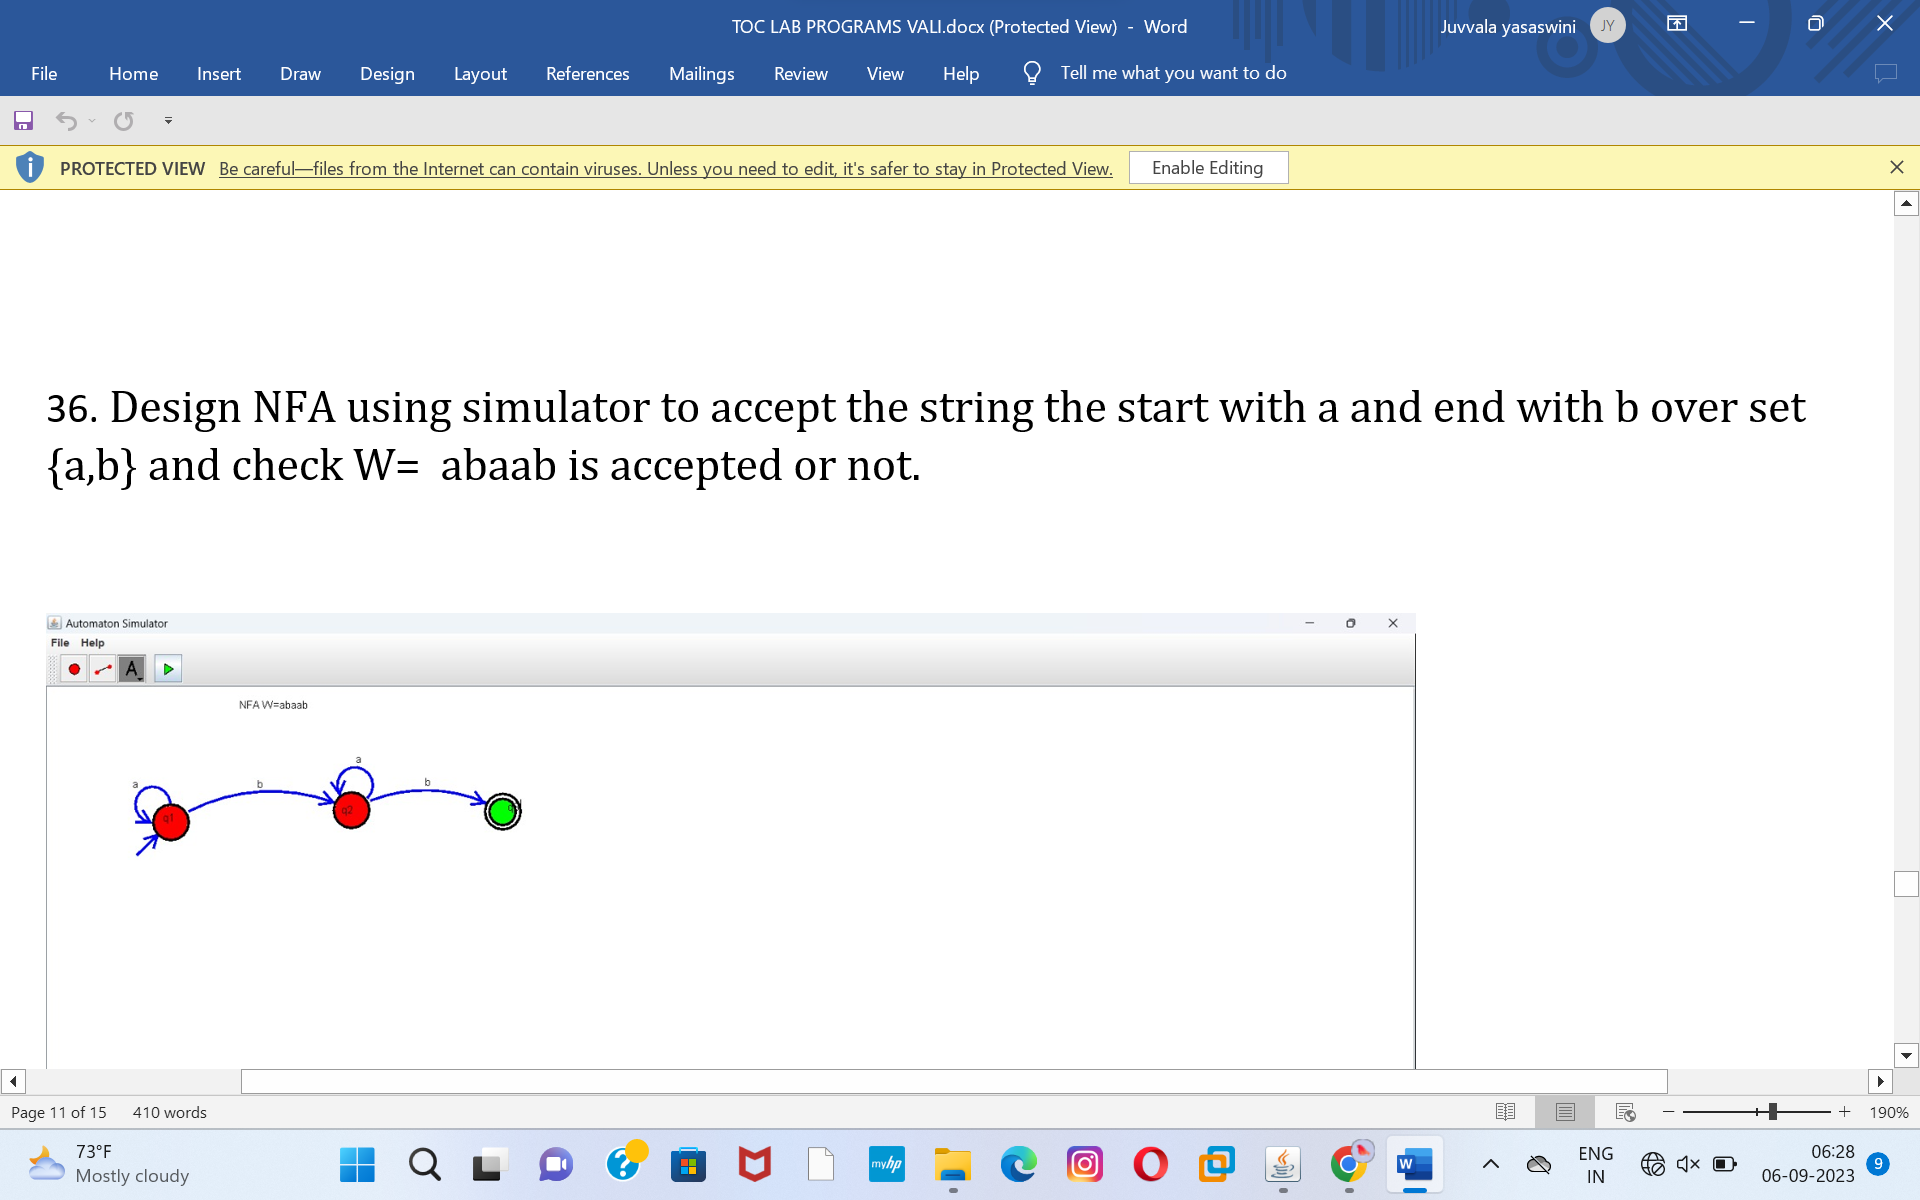 TOC LAB PROGRAMS VALI.docx (Protected View) - Word
Juvvala yasaswini JY
File Home Insert Draw Design Layout References Mailings Review View Help Tell me what you want to do
PROTECTED VIEW Be careful—files from the Internet can contain viruses. Unless you need to edit, it's safer to stay in Protected View. Enable Editing
36. Design NFA using simulator to accept the string the start with a and end with b over set
{a,b} and check W= abaab is accepted or not.
Automaton Simulator
File Help
A
NFA W=abaab
a
a b b
q1 q2
Page 11 of 15 410 words
190%
73°F
Mostly cloudy
myhp
W
ENG
IN
06:28
06-09-2023
9